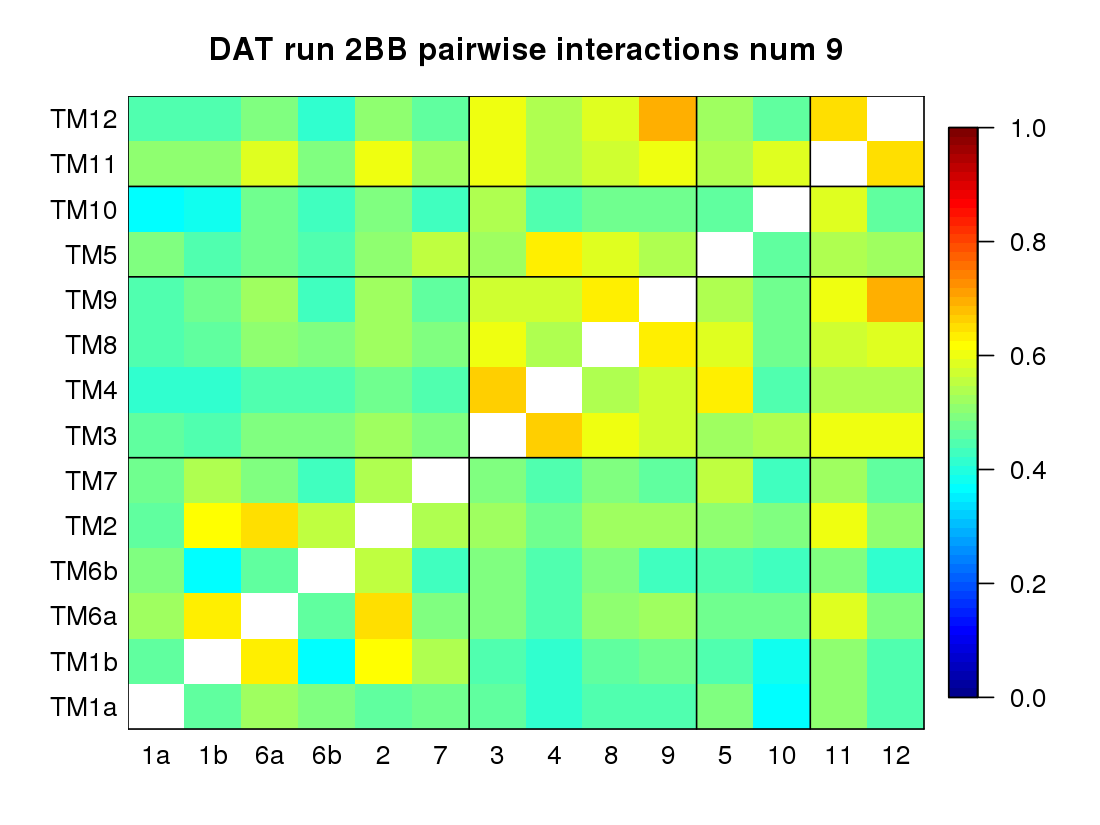 DAT run 2BB pairwise interactions num 9
TM12
TM11
TM10
TM5
TM9
TM8
TM4
TM3
TM7
TM2
TM6b
TM6a
TM1b
TM1a
1a 1b 6a 6b 2 7 3 4 8 9 5 10 11 12
1.0
0.8
0.6
0.4
0.2
0.0